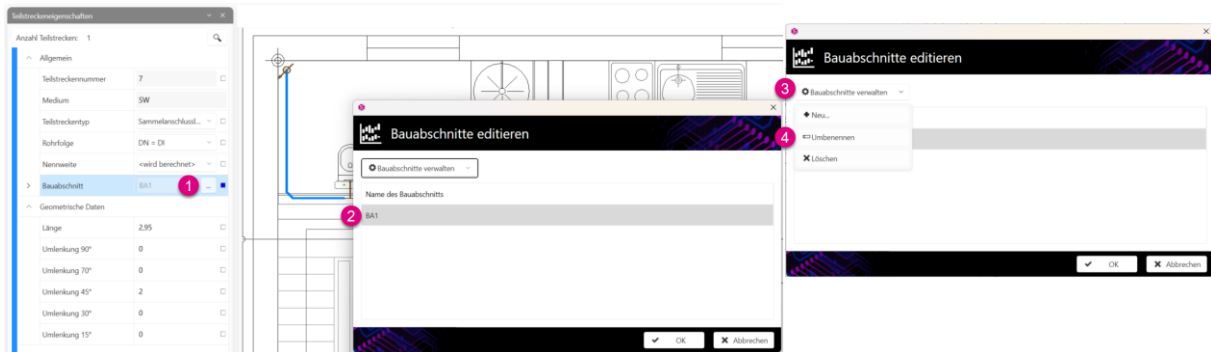 Teilstreckeneigenschaften
Anzahl Teilstrecken: 1
Allgemein
Teilstreckennummer 7
Medium SW
Teilstreckentyp Sammelanschlussl...
Rohrfolge DN = DI
Nennweite <wird berechnet>
Bauabschnitt BA1 1 ...
Geometrische Daten
Länge 2,95
Umlenkung 90° 0
Umlenkung 70° 0
Umlenkung 45° 2
Umlenkung 30° 0
Umlenkung 15° 0
Bauabschnitte editieren
Bauabschnitte verwalten
Name des Bauabschnitts
2 BA1
OK Abbrechen
Bauabschnitte editieren
3 Bauabschnitte verwalten
Neu...
4 Umbenennen
Löschen
OK Abbrechen